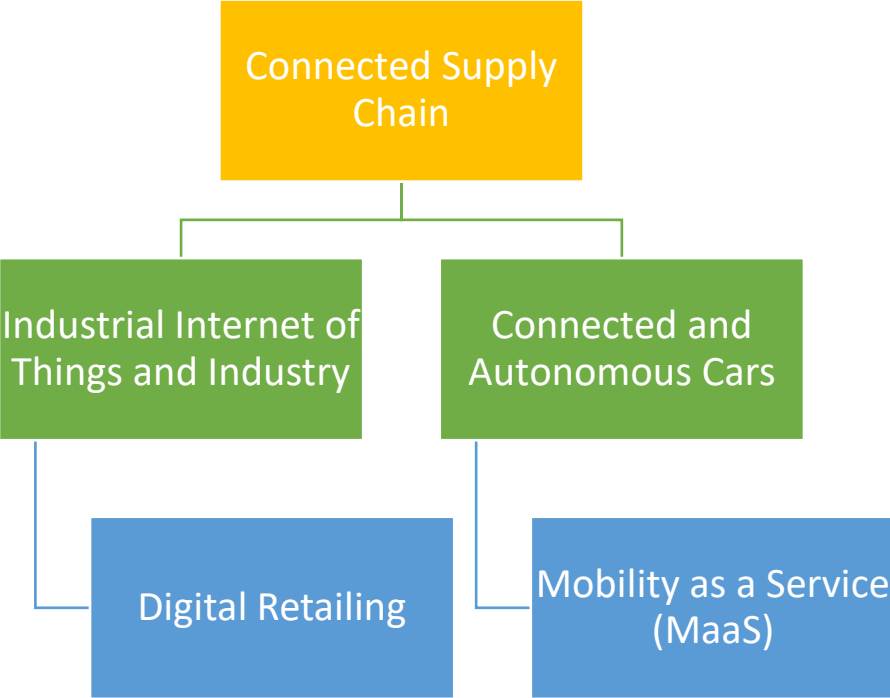 Connected Supply
Chain
Industrial Internet of
Things and Industry
Connected and
Autonomous Cars
Digital Retailing
Mobility as a Service
(MaaS)